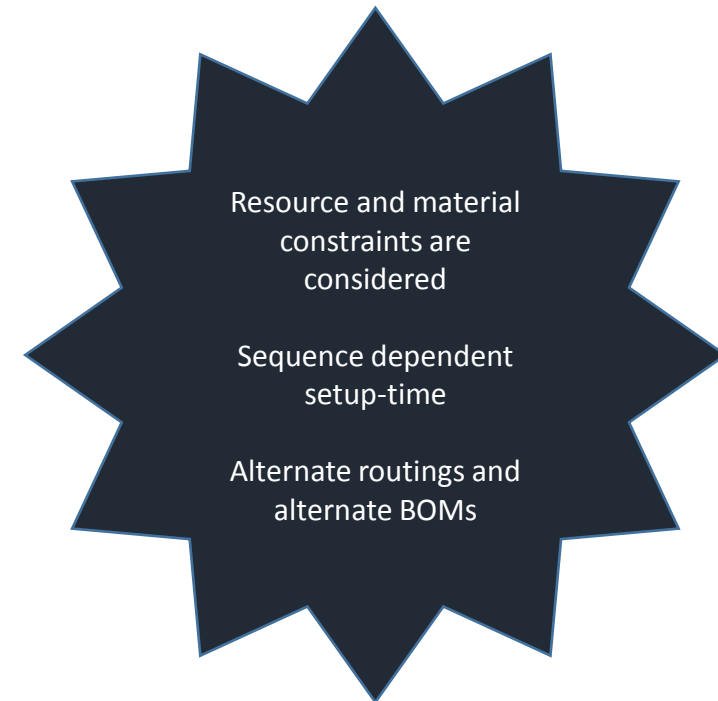 Resource and material
constraints are
considered
Sequence dependent
setup-time
Alternate routings and
alternate BOMs